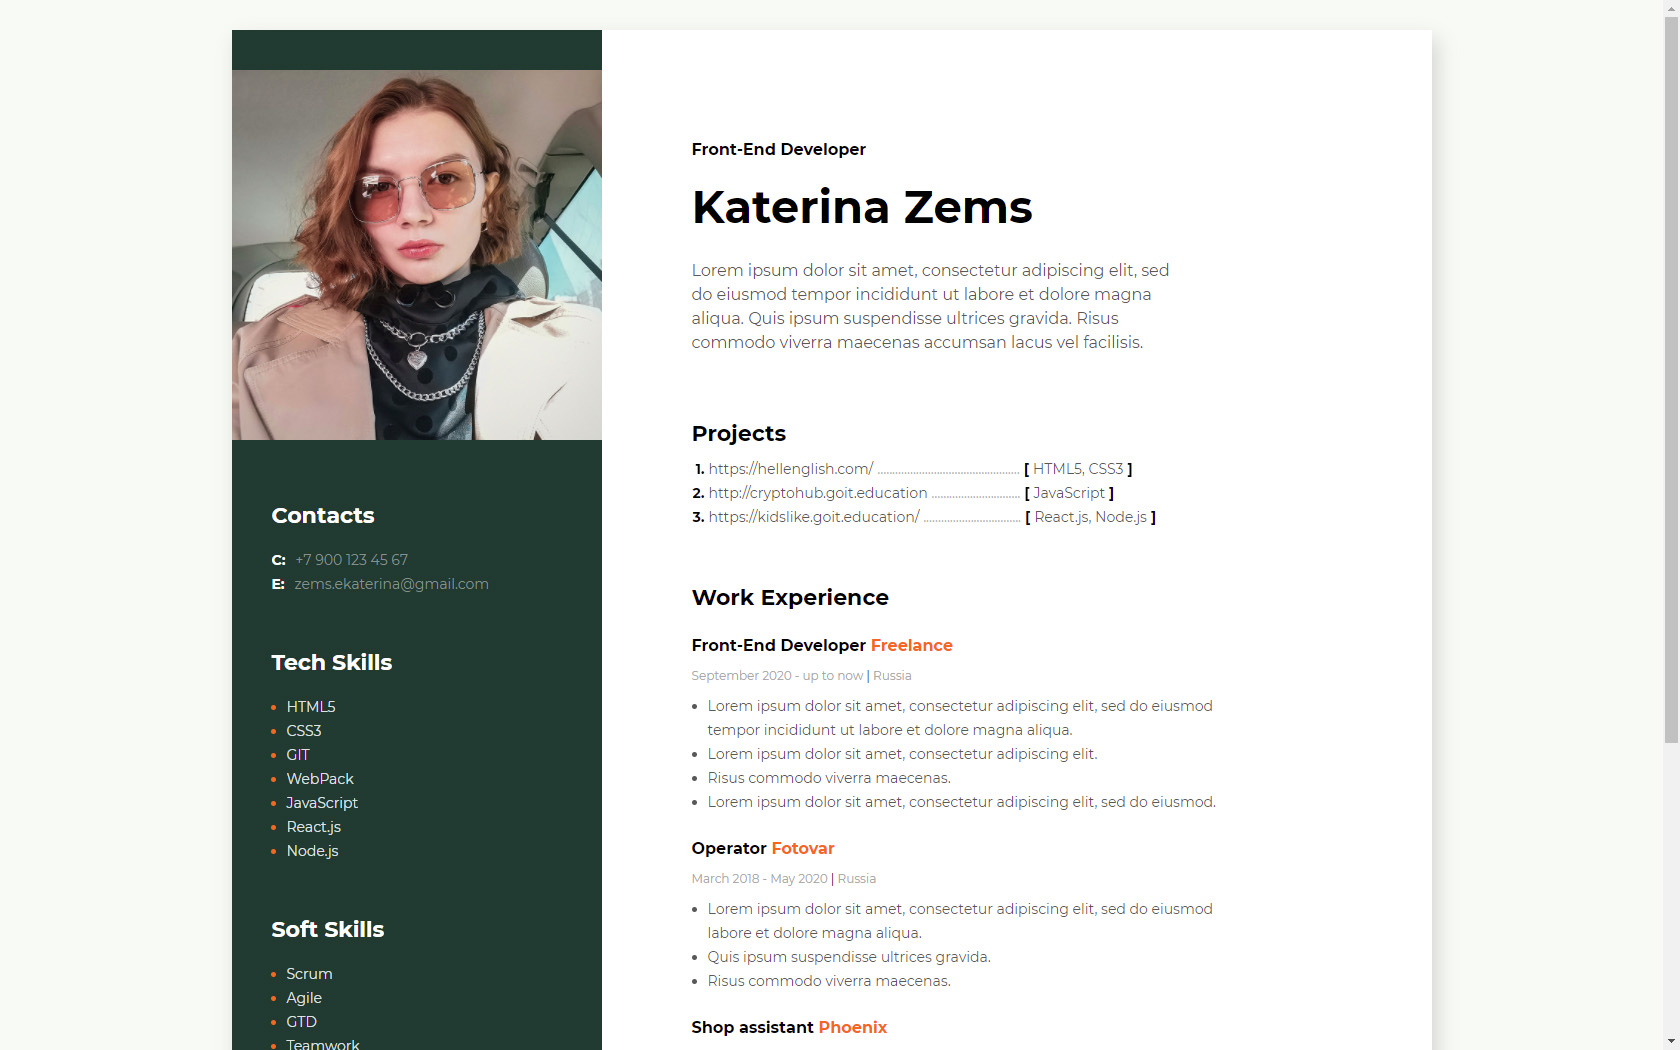 Front-End Developer
Katerina Zems
Lorem ipsum dolor sit amet, consectetur adipiscing elit, sed
do eiusmod tempor incididunt ut labore et dolore magna
aliqua. Quis ipsum suspendisse ultrices gravida. Risus
commodo viverra maecenas accumsan lacus vel facilisis.
Projects
1. https://hellenglish.com/ ................................................ [ HTML5, CSS3 ]
2. http://cryptohub.goit.education .............................. [ JavaScript ]
3. https://kidslike.goit.education/ ................................. [ React.js, Node.js ]
Work Experience
Front-End Developer Freelance
September 2020 - up to now | Russia
• Lorem ipsum dolor sit amet, consectetur adipiscing elit, sed do eiusmod
tempor incididunt ut labore et dolore magna aliqua.
• Lorem ipsum dolor sit amet, consectetur adipiscing elit.
• Risus commodo viverra maecenas.
• Lorem ipsum dolor sit amet, consectetur adipiscing elit, sed do eiusmod.
Operator Fotovar
March 2018 - May 2020 | Russia
• Lorem ipsum dolor sit amet, consectetur adipiscing elit, sed do eiusmod
labore et dolore magna aliqua.
• Quis ipsum suspendisse ultrices gravida.
• Risus commodo viverra maecenas.
Shop assistant Phoenix
Contacts
C: +7 900 123 45 67
E: zems.ekaterina@gmail.com
Tech Skills
• HTML5
• CSS3
• GIT
• WebPack
• JavaScript
• React.js
• Node.js
Soft Skills
• Scrum
• Agile
• GTD
• Teamwork